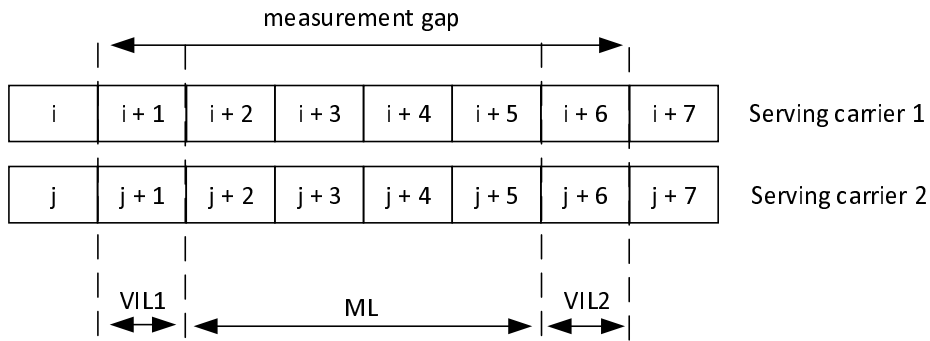 measurement gap
i i + 1 i + 2 i + 3 i + 4 i + 5 i + 6 i + 7 Serving carrier 1
j j + 1 j + 2 j + 3 j + 4 j + 5 j + 6 j + 7 Serving carrier 2
VIL1 ML VIL2